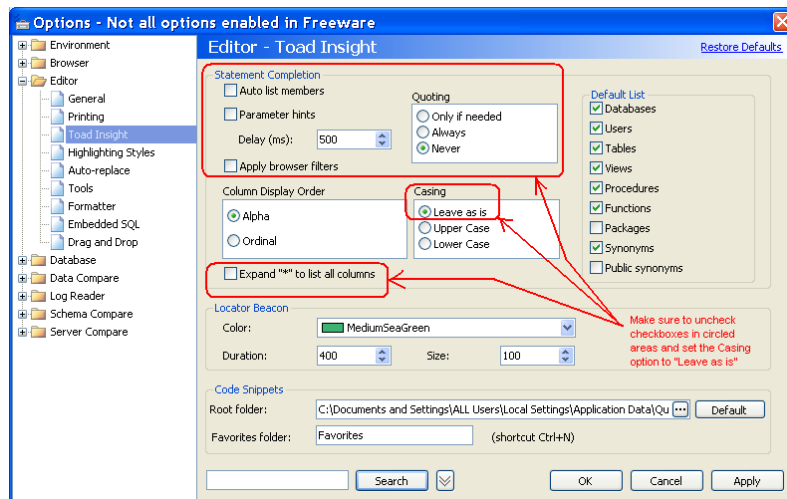 Options - Not all options enabled in Freeware
Environment
Browser
Editor
General
Printing
Toad Insight
Highlighting Styles
Auto-replace
Tools
Formatter
Embedded SQL
Drag and Drop
Database
Data Compare
Log Reader
Schema Compare
Server Compare
Editor - Toad Insight
Restore Defaults
Statement Completion
Auto list members
Parameter hints
Delay (ms):
500
Apply browser filters
Quoting
Only if needed
Always
Never
Default List
Databases
Users
Tables
Views
Procedures
Functions
Packages
Synonyms
Public synonyms
Column Display Order
Alpha
Ordinal
Casing
Leave as is
Upper Case
Lower Case
Expand "*" to list all columns
Make sure to uncheck
checkboxes in circled
areas and set the Casing
option to "Leave as is"
Locator Beacon
Color:
MediumSeaGreen
Duration:
400
Size:
100
Code Snippets
Root folder:
C:\Documents and Settings\ALL Users\Local Settings\Application Data\Qu
...
Default
Favorites folder:
Favorites
(shortcut Ctrl+N)
Search
OK
Cancel
Apply